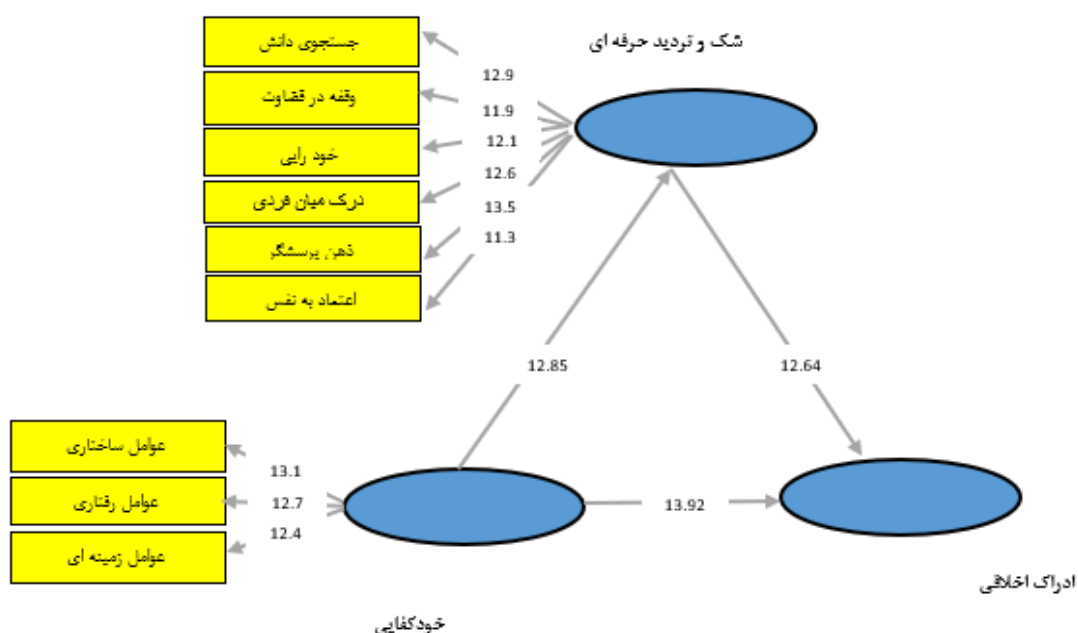 شک و تردید حرفه ای
جستجوی دانش
وقفه در قضاوت
خود رایی
درک میان فردی
ذهن پرسشگر
اعتماد به نفس
12.9
11.9
12.1
12.6
13.5
11.3
12.85
12.64
عوامل ساختاری
عوامل رفتاری
عوامل زمینه ای
13.1
12.7
12.4
13.92
ادراک اخلاقی
خودکفایی